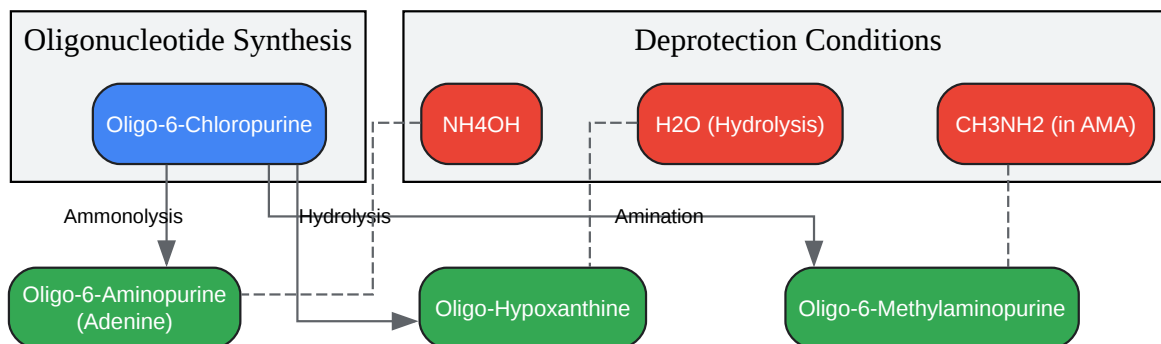 Oligonucleotide Synthesis
Deprotection Conditions
Oligo-6-Chloropurine
NH4OH
H2O (Hydrolysis)
CH3NH2 (in AMA)
Ammonolysis
Hydrolysis
Amination
Oligo-6-Aminopurine
(Adenine)
Oligo-Hypoxanthine
Oligo-6-Methylaminopurine